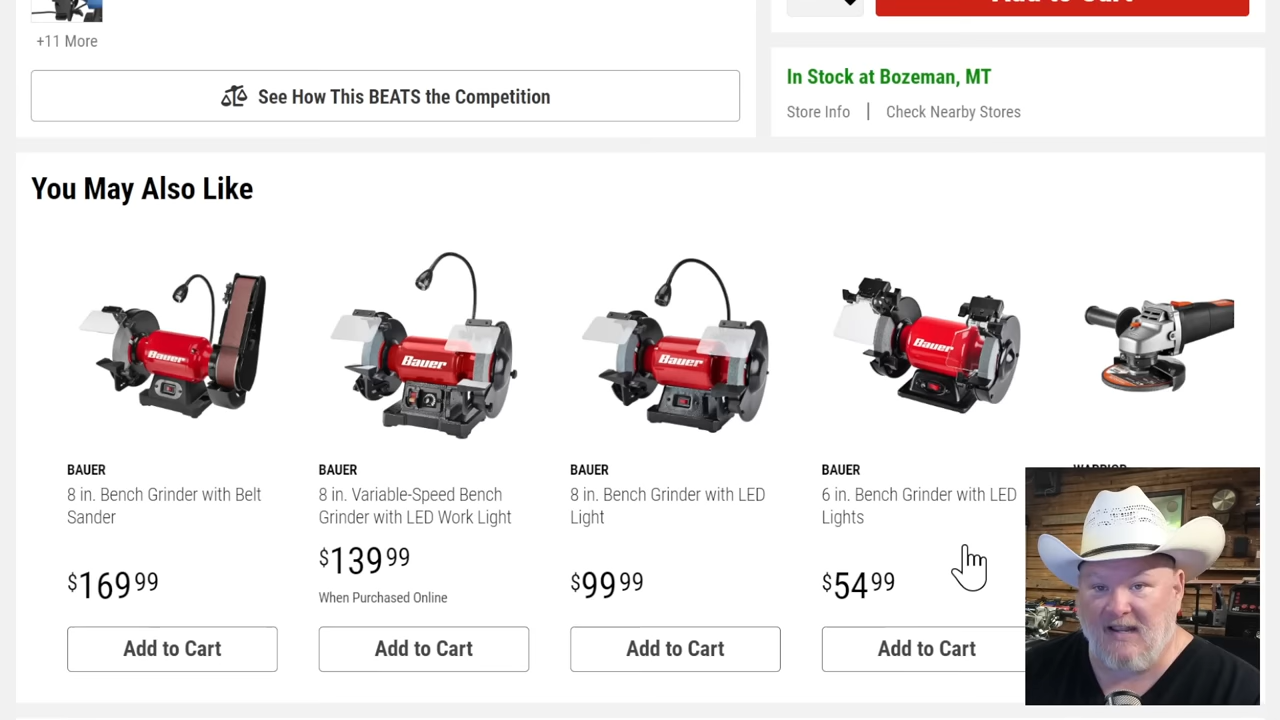 Add to Cart
+11 More
See How This BEATS the Competition
In Stock at Bozeman, MT
Store Info | Check Nearby Stores
You May Also Like
Bauer
Bauer
Bauer
Bauer
BAUER
8 in. Bench Grinder with Belt
Sander
$169 99
Add to Cart
BAUER
8 in. Variable-Speed Bench
Grinder with LED Work Light
$139 99
When Purchased Online
Add to Cart
BAUER
8 in. Bench Grinder with LED
Light
$99 99
Add to Cart
BAUER
6 in. Bench Grinder with LED
Lights
$54 99
Add to Cart
WARRIOR